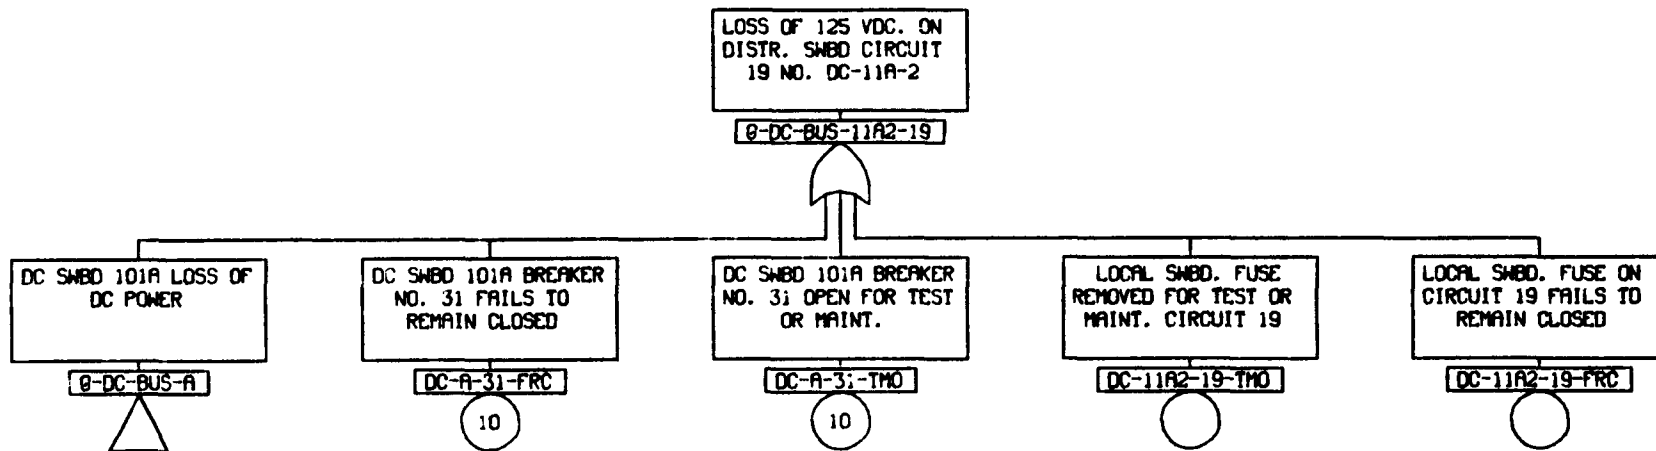 LOSS OF 125 VDC. ON
DISTR. SWBD CIRCUIT
19 NO. DC-11A-2
@-DC-BUS-11A2-19
DC SWBD 101A LOSS OF
DC POWER
@-DC-BUS-A
DC SWBD 101A BREAKER
NO. 31 FAILS TO
REMAIN CLOSED
DC-A-31-FRC
10
DC SWBD 101A BREAKER
NO. 31 OPEN FOR TEST
OR MAINT.
DC-A-31-TMO
10
LOCAL SWBD. FUSE
REMOVED FOR TEST OR
MAINT. CIRCUIT 19
DC-11A2-19-TMO
LOCAL SWBD. FUSE ON
CIRCUIT 19 FAILS TO
REMAIN CLOSED
DC-11A2-19-FRC